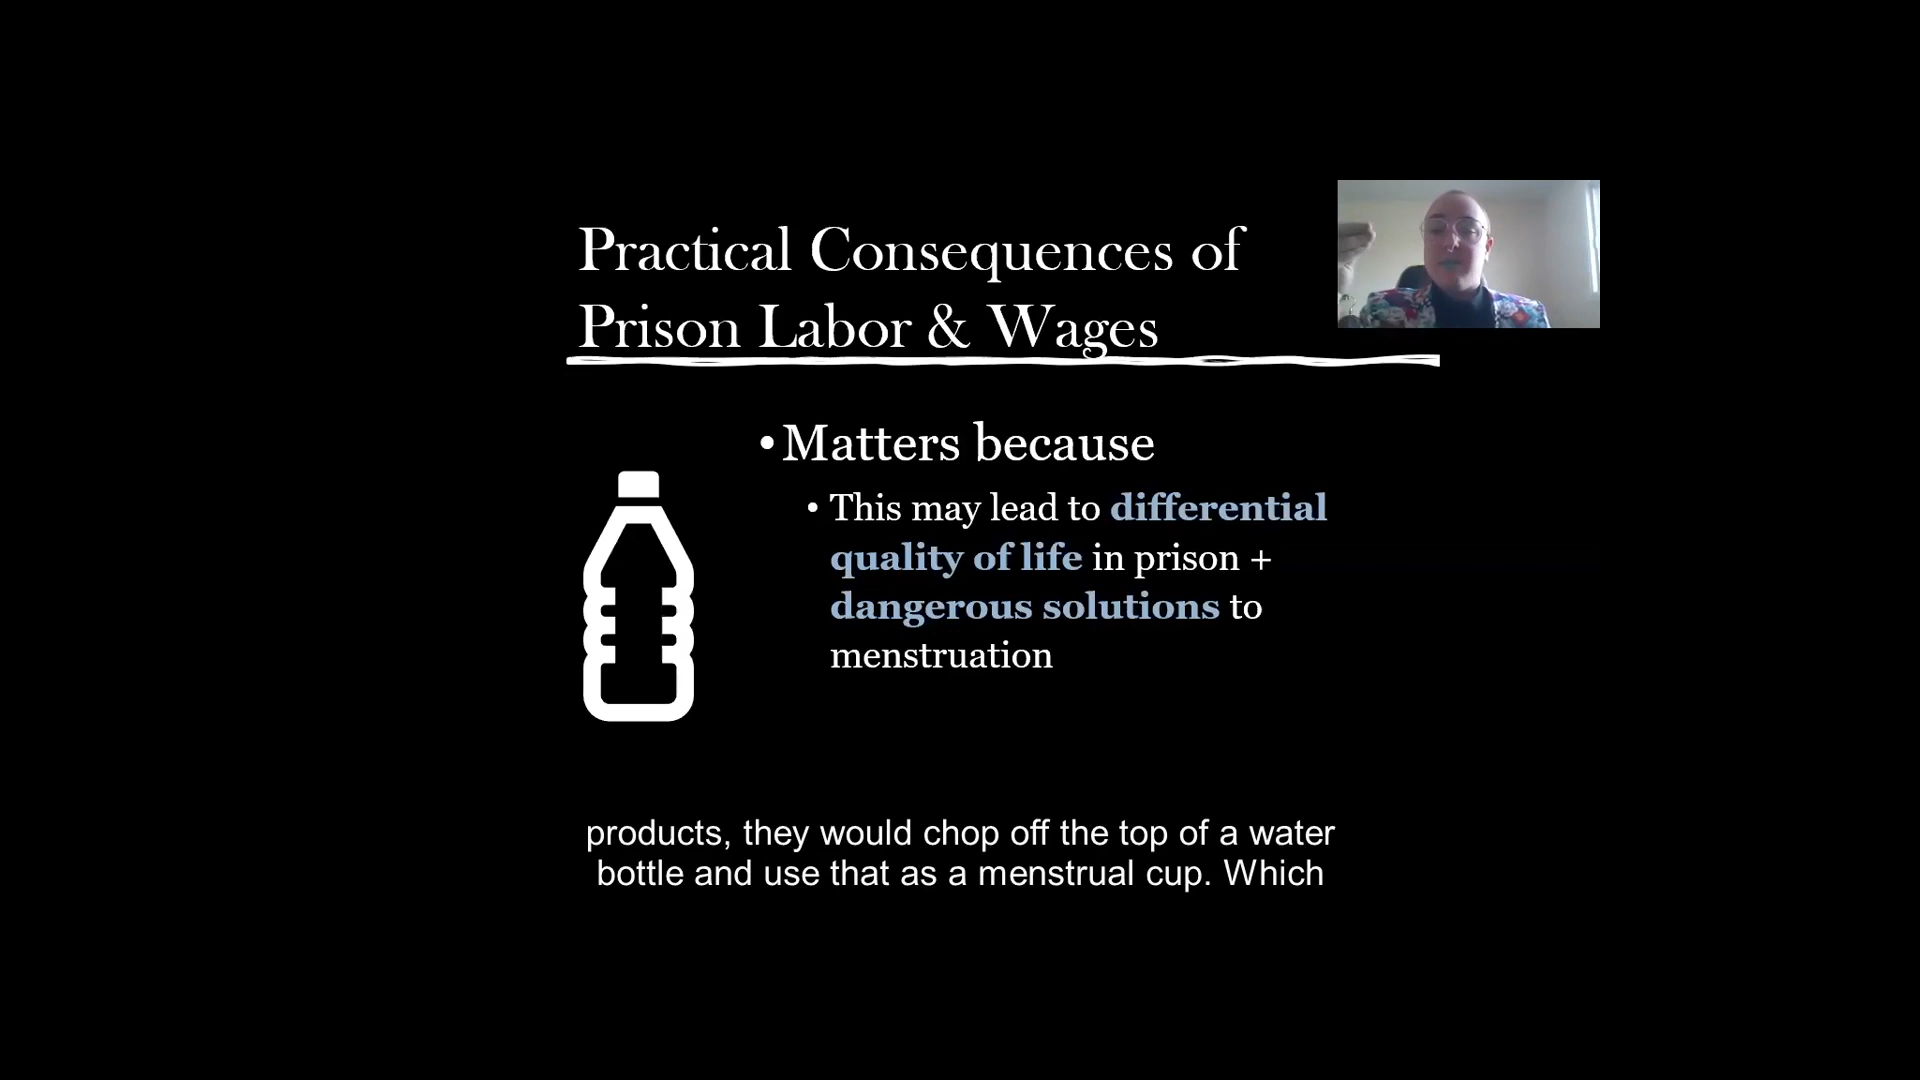 Practical Consequences of
Prison Labor & Wages
•Matters because
• This may lead to differential
quality of life in prison +
dangerous solutions to
menstruation
products, they would chop off the top of a water
bottle and use that as a menstrual cup. Which